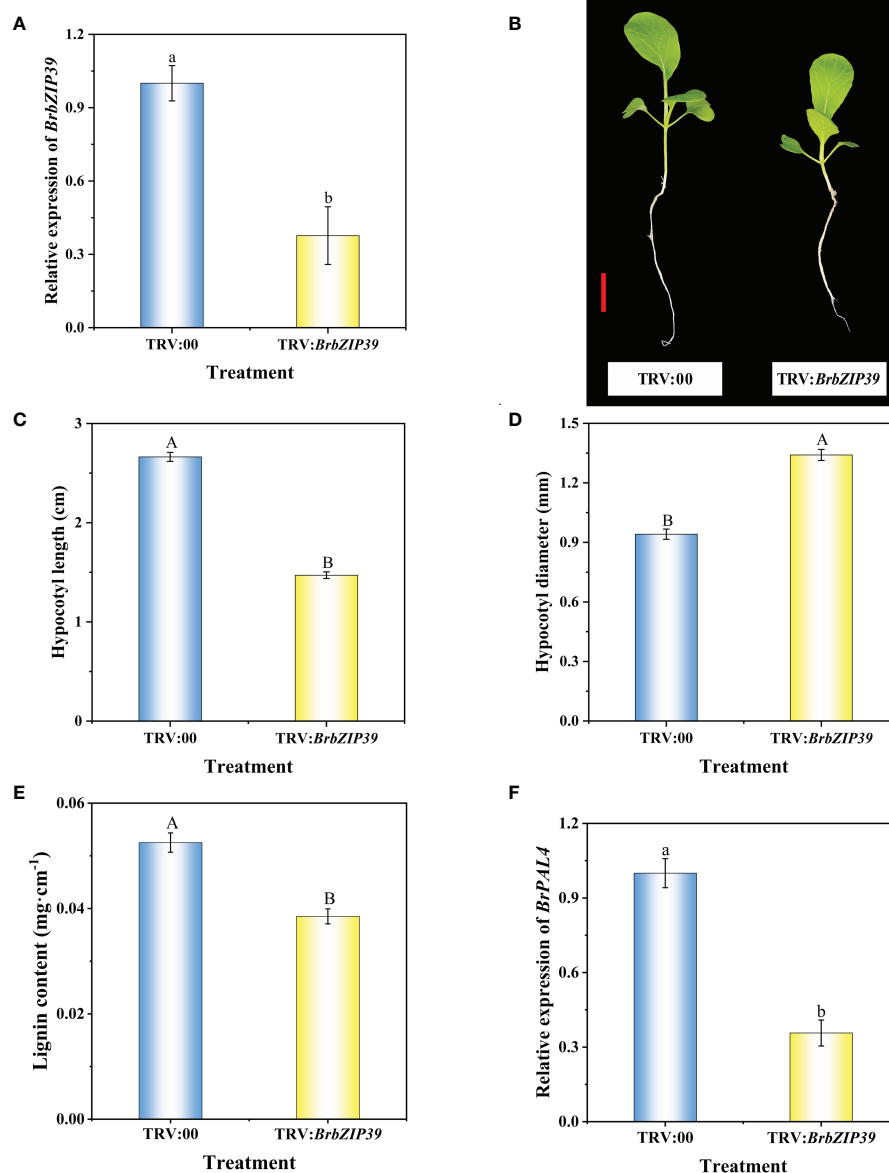 A
Relative expression of BrbZIP39
1.2
0.9
0.6
0.3
0.0
a
b
TRV:00
TRV:BrbZIP39
Treatment
B
TRV:00
TRV:BrbZIP39
C
Hypocotyl length (cm)
3
2
1
0
A
B
TRV:00
TRV:BrbZIP39
Treatment
D
Hypocotyl diameter (mm)
1.5
1.2
0.9
0.6
0.3
0.0
B
A
TRV:00
TRV:BrbZIP39
Treatment
E
Lignin content (mg·cm⁻¹)
0.06
0.04
0.02
0.00
A
B
TRV:00
TRV:BrbZIP39
Treatment
F
Relative expression of BrPAL4
1.2
0.9
0.6
0.3
0.0
a
b
TRV:00
TRV:BrbZIP39
Treatment